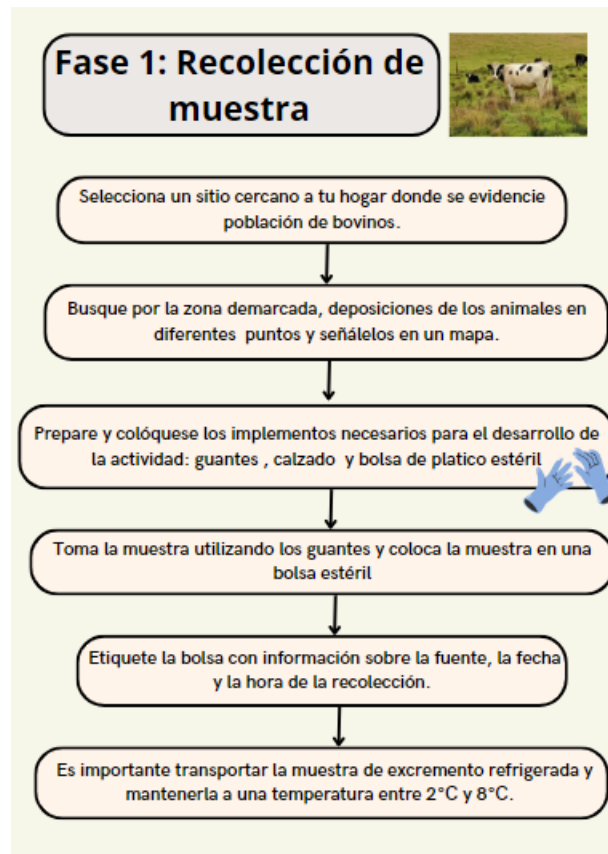 Fase 1: Recolección de
muestra
Selecciona un sitio cercano a tu hogar donde se evidencie
población de bovinos.
Busque por la zona demarcada, deposiciones de los animales en
diferentes puntos y señálelos en un mapa.
Prepare y colóquese los implementos necesarios para el desarrollo de
la actividad: guantes , calzado y bolsa de platico estéril
Toma la muestra utilizando los guantes y coloca la muestra en una
bolsa estéril
Etiquete la bolsa con información sobre la fuente, la fecha
y la hora de la recolección.
Es importante transportar la muestra de excremento refrigerada y
mantenerla a una temperatura entre 2°C y 8°C.